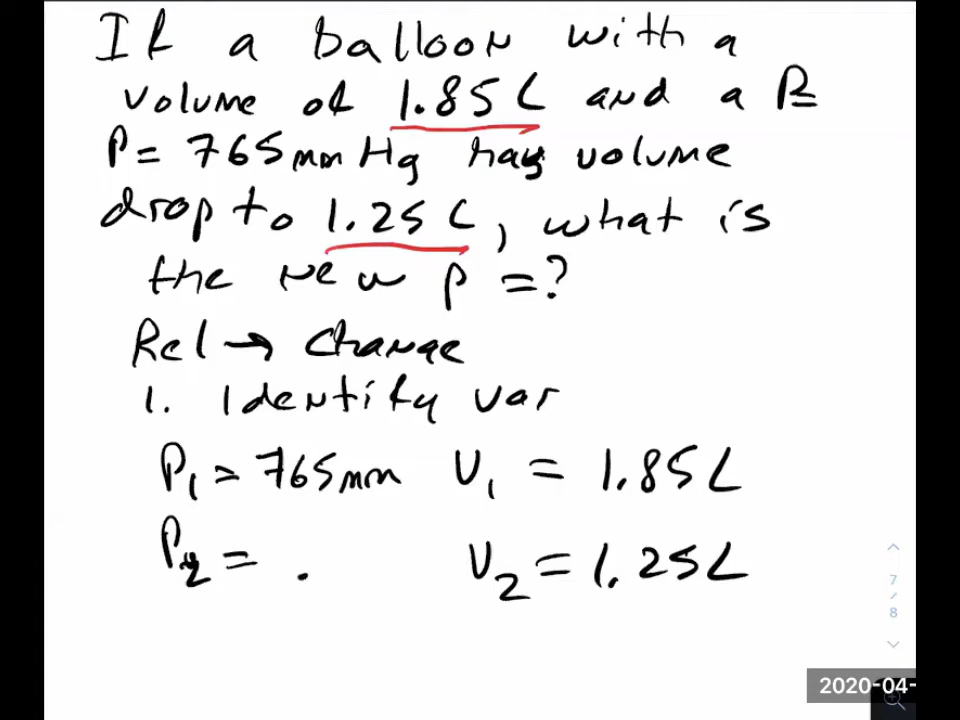 If a balloon with a
volume of 1.85 L and a P
P = 765 mm Hg has volume
drop to 1.25 L, what is
the new P = ?
Rel → change
1. Identify var
P1 = 765 mm V1 = 1.85 L
P2 = . V2 = 1.25 L
7
/
8
2020-04-